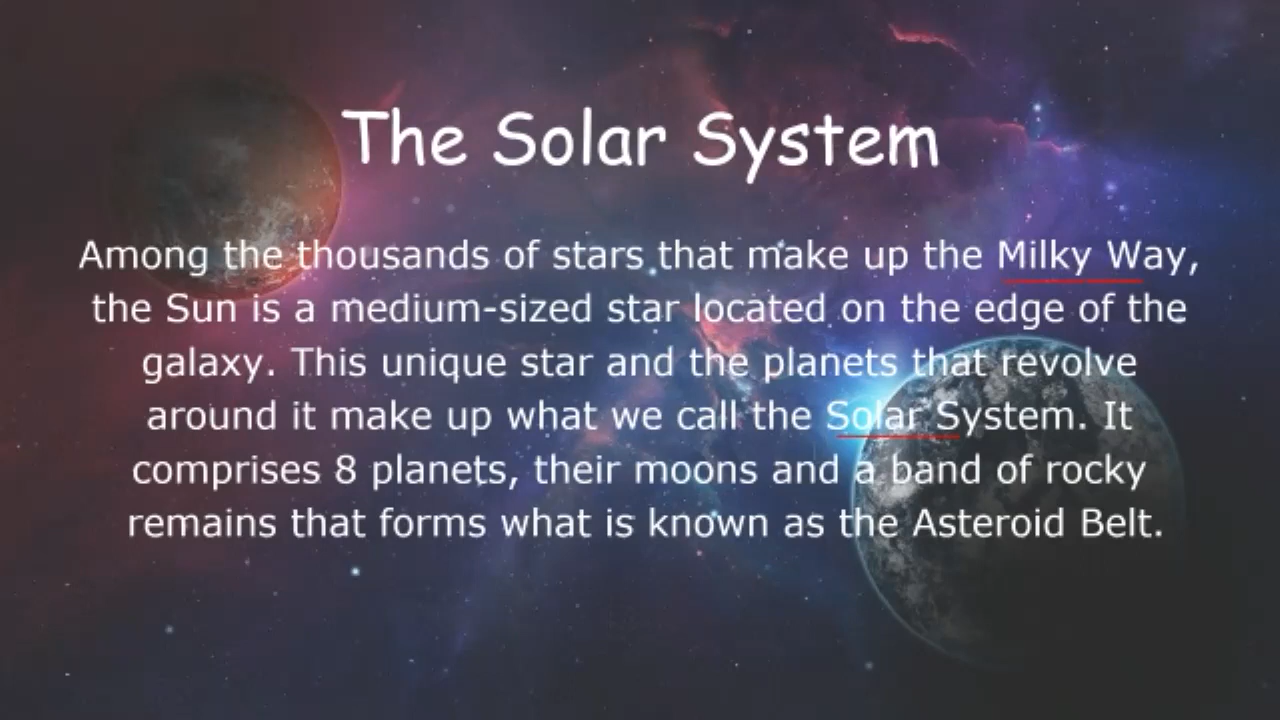 The Solar System
Among the thousands of stars that make up the Milky Way,
the Sun is a medium-sized star located on the edge of the
galaxy. This unique star and the planets that revolve
around it make up what we call the Solar System. It
comprises 8 planets, their moons and a band of rocky
remains that forms what is known as the Asteroid Belt.